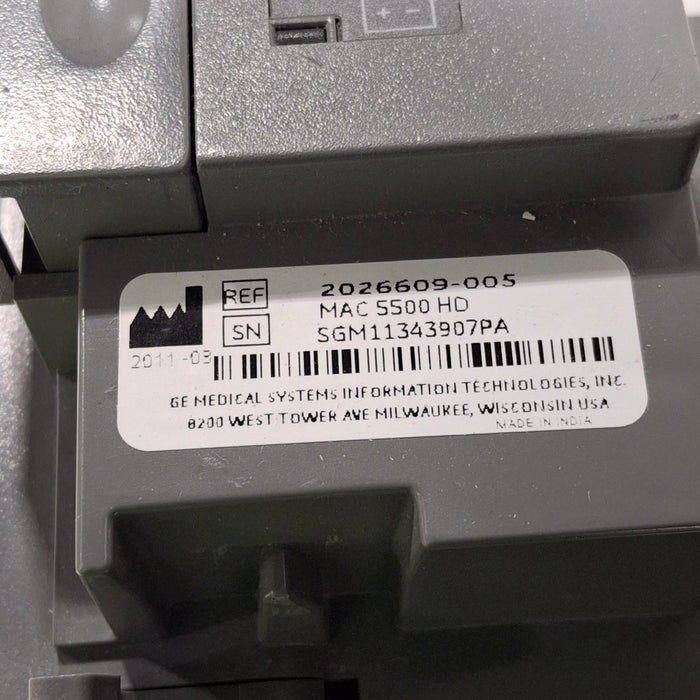 REF 2026609-005
MAC 5500 HD
SN SGM11343907PA
2011-03
GE MEDICAL SYSTEMS INFORMATION TECHNOLOGIES, INC.
8200 WEST TOWER AVE MILWAUKEE, WISCONSIN USA
MADE IN INDIA